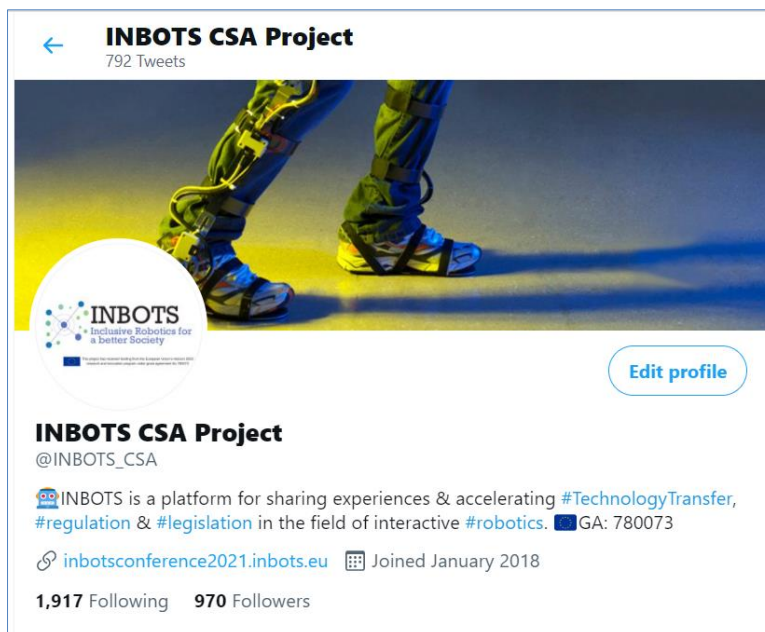 INBOTS CSA Project
792 Tweets
INBOTS
Inclusive Robotics for
a better Society
Edit profile
INBOTS CSA Project
@INBOTS_CSA
🤖INBOTS is a platform for sharing experiences & accelerating #TechnologyTransfer,
#regulation & #legislation in the field of interactive #robotics. 🇪🇺GA: 780073
inbotsconference2021.inbots.eu Joined January 2018
1,917 Following 970 Followers